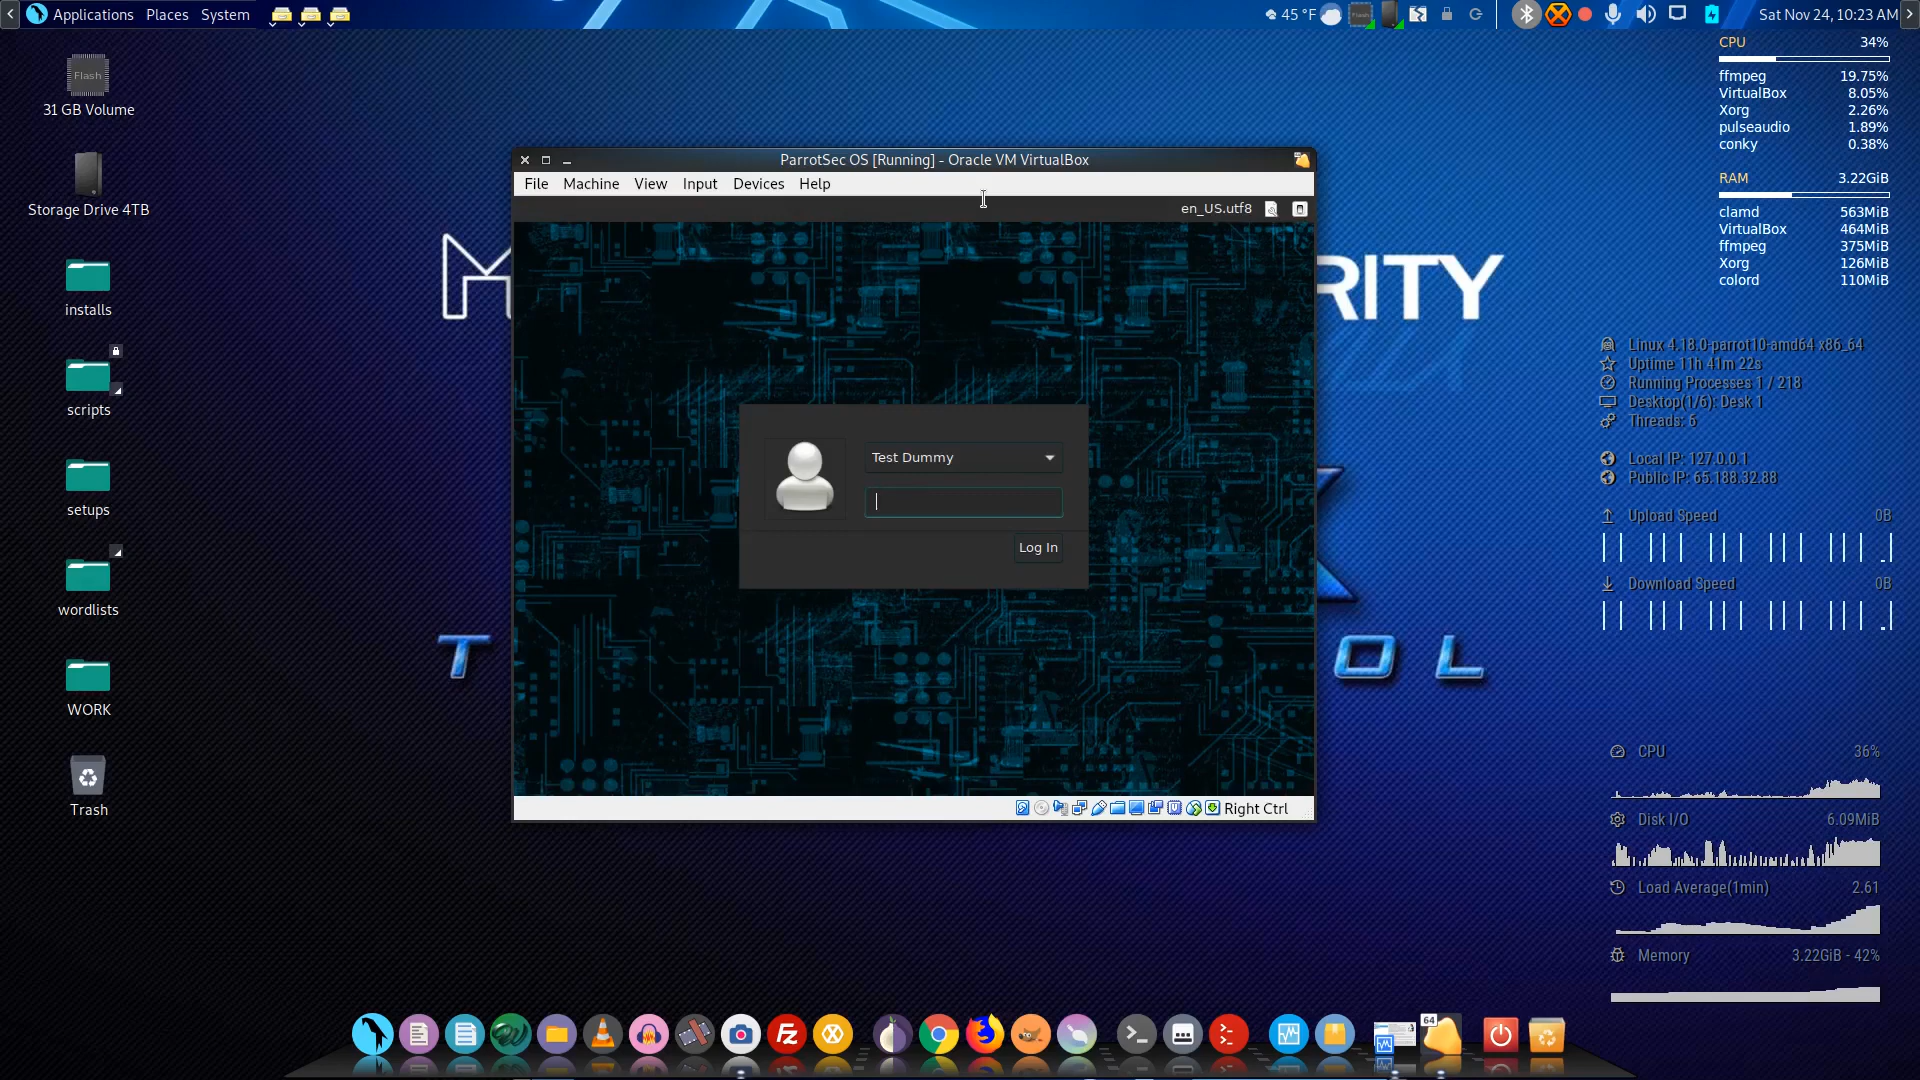 Applications Places System
45 °F
Flash
Sat Nov 24, 10:23 AM
Flash
31 GB Volume
Storage Drive 4TB
installs
scripts
setups
wordlists
WORK
Trash
M
RITY
T
OL
ParrotSec OS [Running] - Oracle VM VirtualBox
File Machine View Input Devices Help
en_US.utf8
Test Dummy
Log In
Right Ctrl
CPU 34%
ffmpeg 19.75%
VirtualBox 8.05%
Xorg 2.26%
pulseaudio 1.89%
conky 0.38%
RAM 3.22GiB
clamd 563MiB
VirtualBox 464MiB
ffmpeg 375MiB
Xorg 126MiB
colord 110MiB
Linux 4.18.0-parrot10-amd64 x86_64
Uptime 11h 41m 22s
Running Processes 1 / 218
Desktop(1/6): Desk 1
Threads: 6
Local IP: 127.0.0.1
Public IP: 65.188.32.88
Upload Speed 0B
Download Speed 0B
CPU 36%
Disk I/O 6.09MiB
Load Average(1min) 2.61
Memory 3.22GiB - 42%
Fz
64